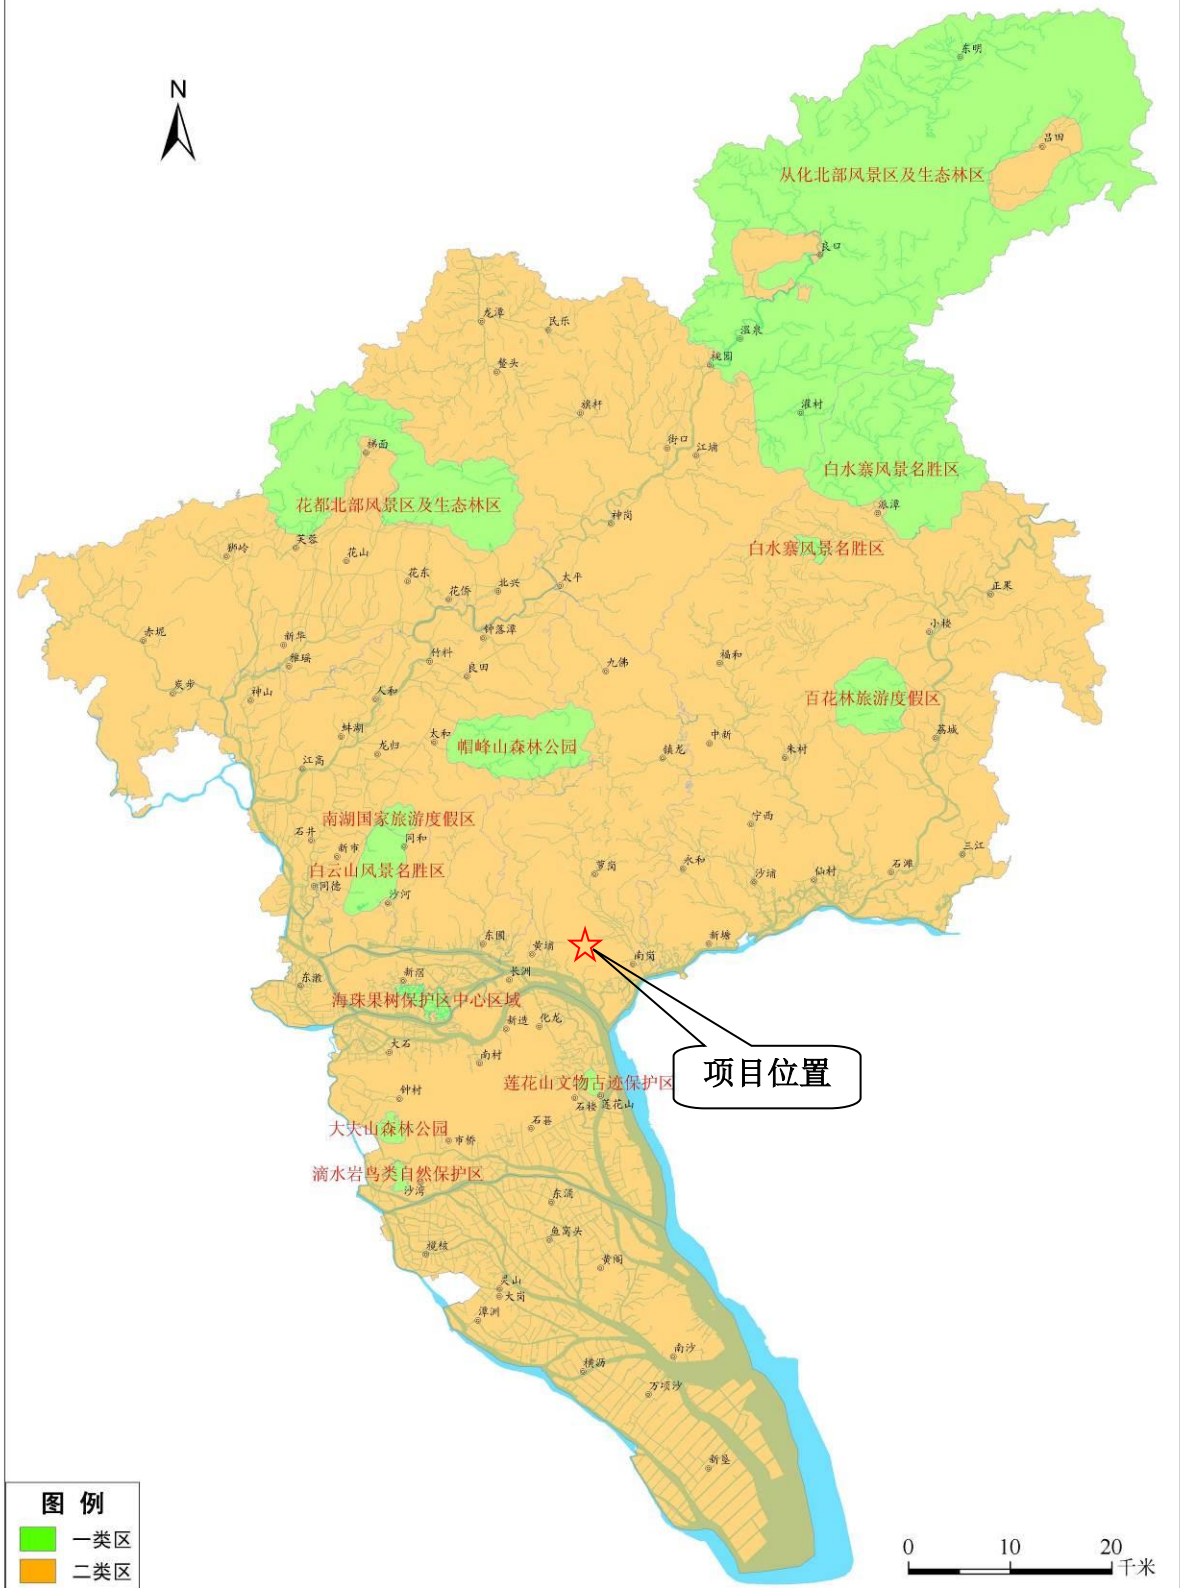 N
东明
吕田
从化北部风景区及生态林区
良口
温泉
桃园
龙潭
民乐
鳌头
旗杆
灌村
街口
江埔
白水寨风景名胜区
派潭
梯面
花都北部风景区及生态林区
神岗
白水寨风景名胜区
芙蓉
狮岭
花山
花东
北兴
太平
花侨
正果
小楼
赤坭
新华
雅瑶
钟落潭
竹料
良田
九佛
福和
炭步
神山
人和
百花林旅游度假区
蚌湖
龙归
太和
帽峰山森林公园
中新
镇龙
朱村
荔城
江高
南湖国家旅游度假区
石井
同和
新市
宁西
三江
白云山风景名胜区
同德
沙河
萝岗
永和
沙埔
仙村
石滩
东圃
黄埔
南岗
新塘
东漖
新滘
长洲
海珠果树保护区中心区域
新造
化龙
大石
南村
项目位置
莲花山文物古迹保护区
钟村
石楼
莲花山
石碁
大夫山森林公园
市桥
滴水岩鸟类自然保护区
沙湾
东涌
鱼窝头
榄核
黄阁
灵山
大岗
潭洲
南沙
横沥
万顷沙
新垦
图 例
一类区
二类区
0 10 20
千米